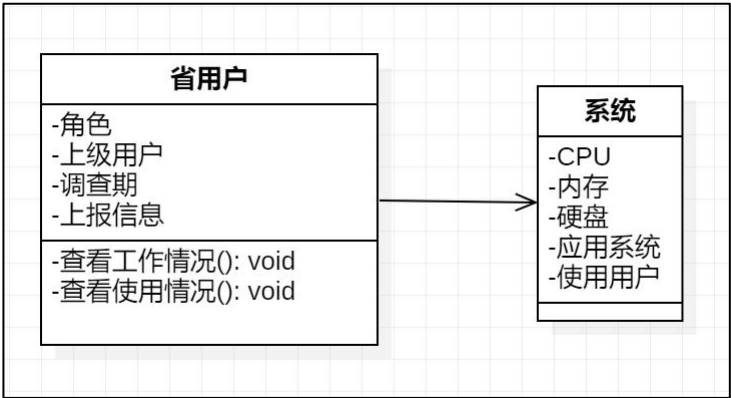 省用户
-角色
-上级用户
-调查期
-上报信息
-查看工作情况(): void
-查看使用情况(): void
系统
-CPU
-内存
-硬盘
-应用系统
-使用用户